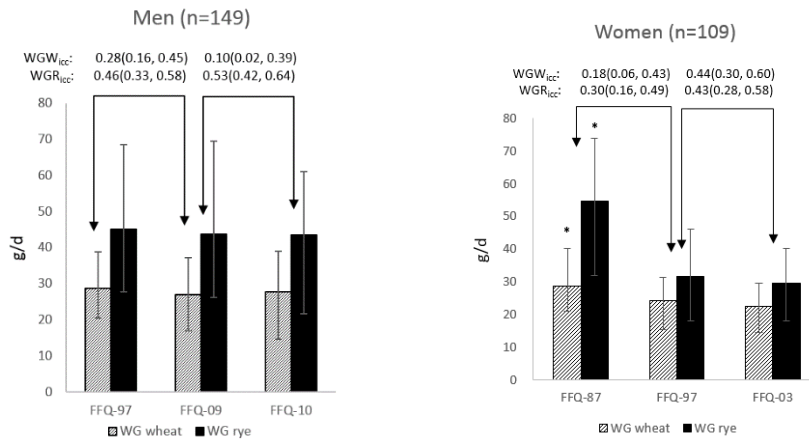 Men (n=149)
WGWicc: 0.28(0.16, 0.45) 0.10(0.02, 0.39)
WGRicc: 0.46(0.33, 0.58) 0.53(0.42, 0.64)
80
70
60
50
40
30
20
10
0
g/d
FFQ-97 FFQ-09 FFQ-10
WG wheat WG rye
Women (n=109)
WGWicc: 0.18(0.06, 0.43) 0.44(0.30, 0.60)
WGRicc: 0.30(0.16, 0.49) 0.43(0.28, 0.58)
80
70
60
50
40
30
20
10
0
g/d
*
*
FFQ-87 FFQ-97 FFQ-03
WG wheat WG rye